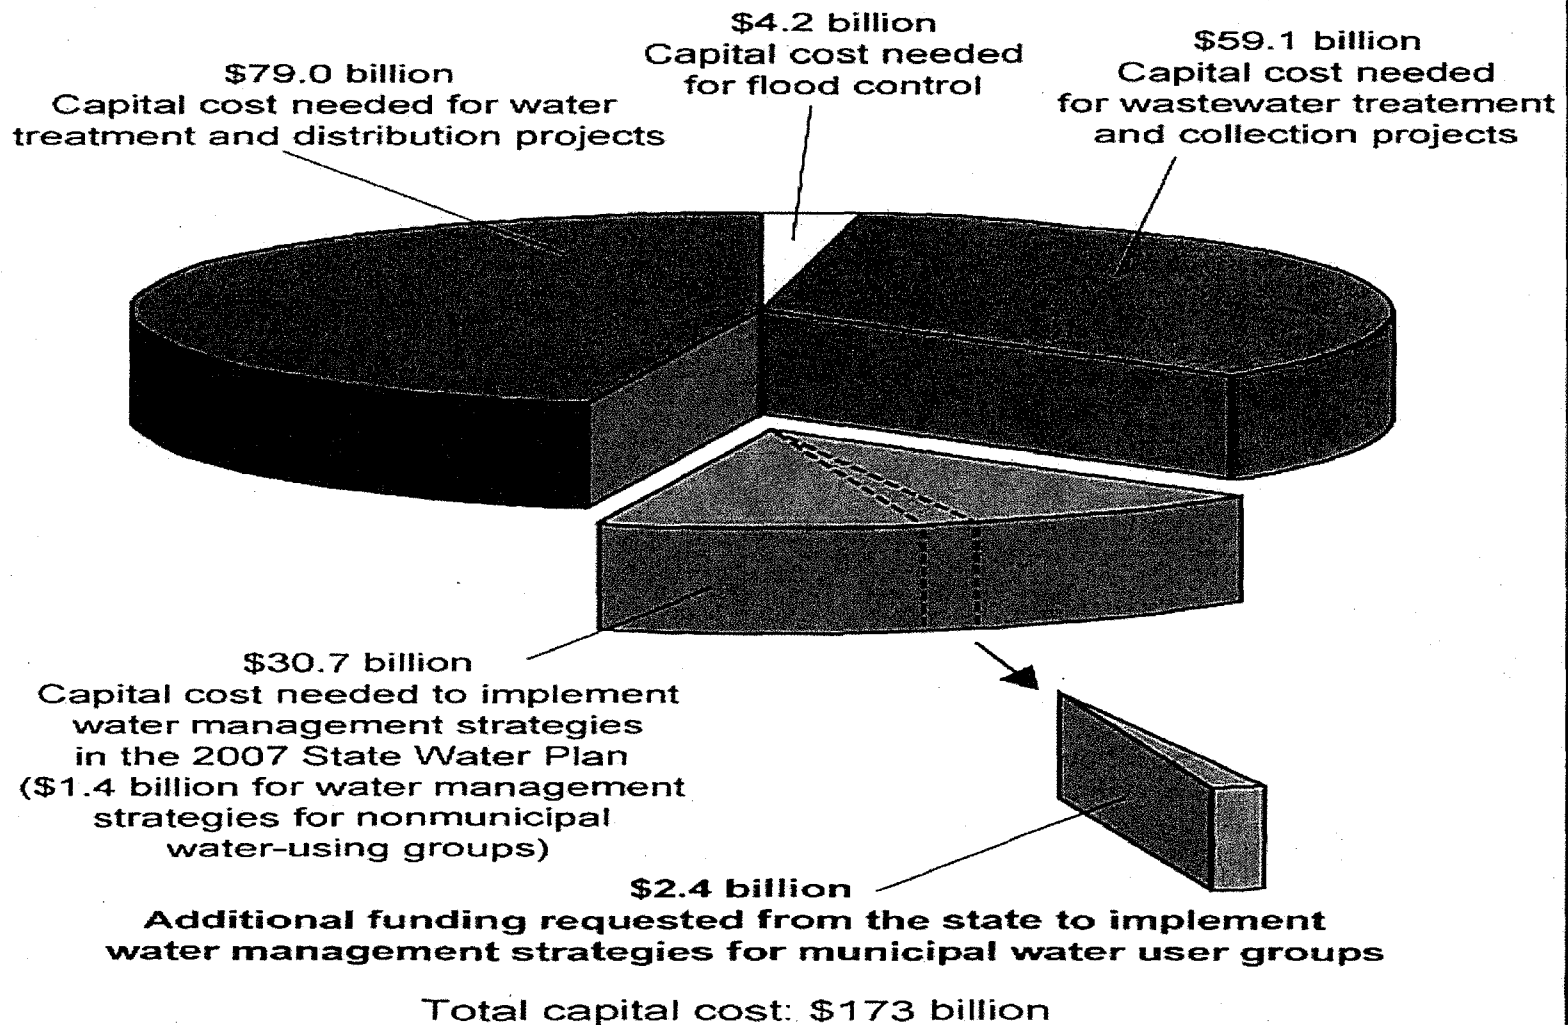 $4.2 billion
Capital cost needed
for flood control
$59.1 billion
Capital cost needed
for wastewater treatement
and collection projects
$79.0 billion
Capital cost needed for water
treatment and distribution projects
$30.7 billion
Capital cost needed to implement
water management strategies
in the 2007 State Water Plan
($1.4 billion for water management
strategies for nonmunicipal
water-using groups)
$2.4 billion
Additional funding requested from the state to implement
water management strategies for municipal water user groups
Total capital cost: $173 billion